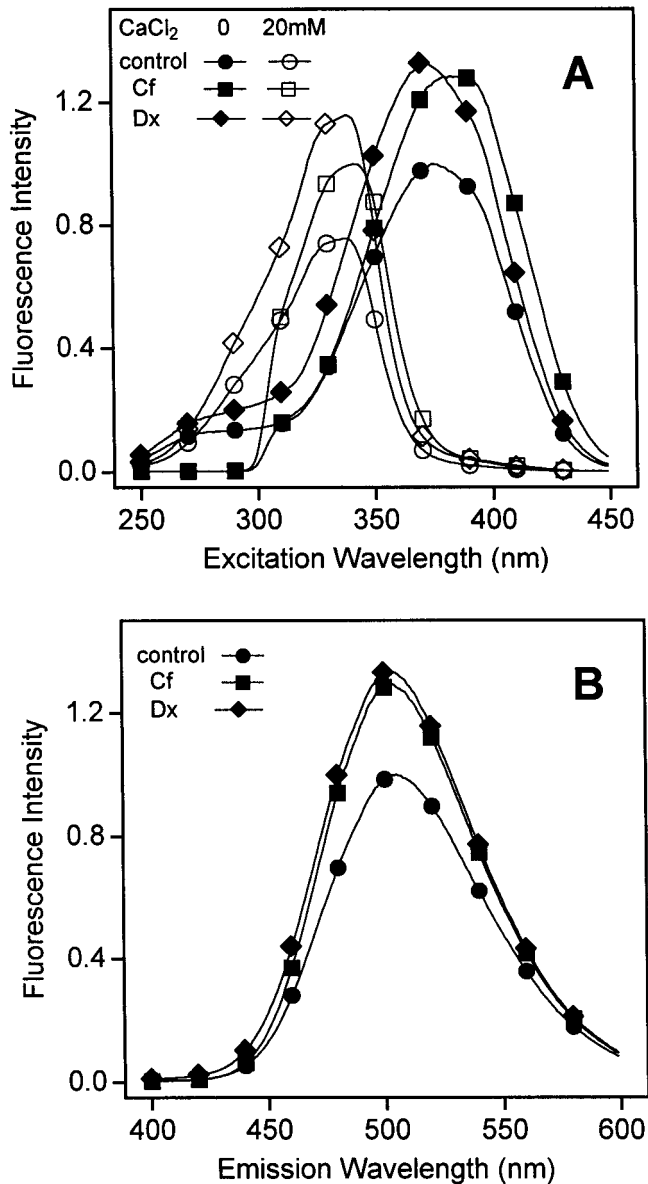 CaCl₂ 0 20mM
control
Cf
Dx
A
1.2
0.8
0.4
0.0
Fluorescence Intensity
250 300 350 400 450
Excitation Wavelength (nm)
control
Cf
Dx
B
1.2
0.8
0.4
0.0
Fluorescence Intensity
400 450 500 550 600
Emission Wavelength (nm)